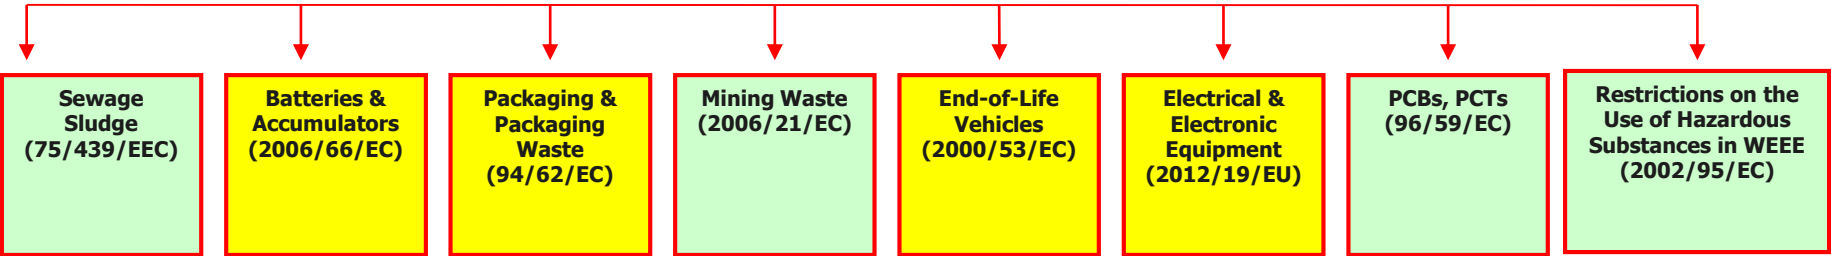 Sewage
Sludge
(75/439/EEC)
Batteries &
Accumulators
(2006/66/EC)
Packaging &
Packaging
Waste
(94/62/EC)
Mining Waste
(2006/21/EC)
End-of-Life
Vehicles
(2000/53/EC)
Electrical &
Electronic
Equipment
(2012/19/EU)
PCBs, PCTs
(96/59/EC)
Restrictions on the
Use of Hazardous
Substances in WEEE
(2002/95/EC)